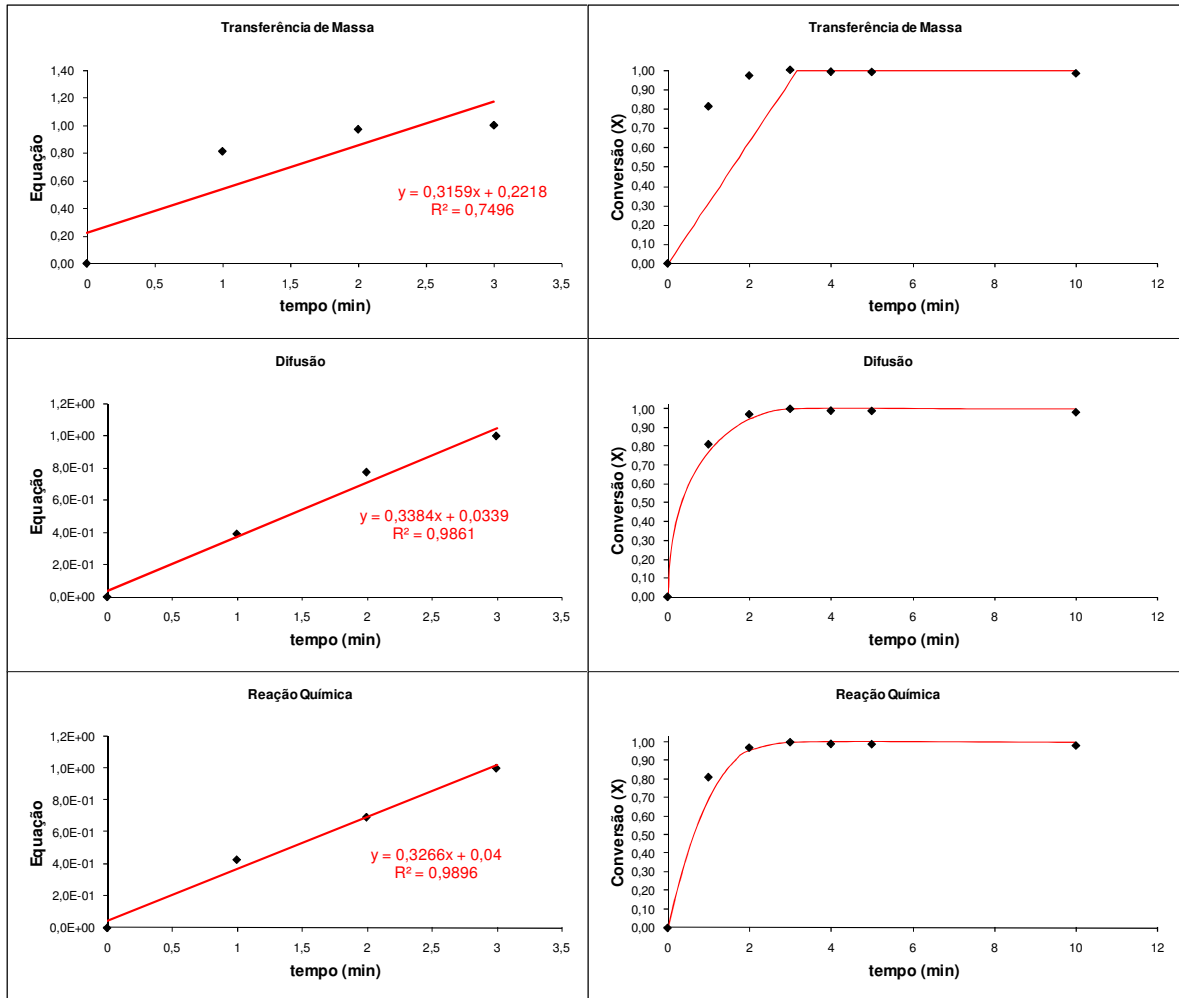 Transferência de Massa
1,40
1,20
1,00
0,80
0,60
0,40
0,20
0,00
Equação
y = 0,3159x + 0,2218
R² = 0,7496
0 0,5 1 1,5 2 2,5 3 3,5
tempo (min)
Transferência de Massa
1,00
0,90
0,80
0,70
0,60
0,50
0,40
0,30
0,20
0,10
0,00
Conversão (X)
0 2 4 6 8 10 12
tempo (min)
Difusão
1,2E+00
1,0E+00
8,0E-01
6,0E-01
4,0E-01
2,0E-01
0,0E+00
Equação
y = 0,3384x + 0,0339
R² = 0,9861
0 0,5 1 1,5 2 2,5 3 3,5
tempo (min)
Difusão
1,00
0,90
0,80
0,70
0,60
0,50
0,40
0,30
0,20
0,10
0,00
Conversão (X)
0 2 4 6 8 10 12
tempo (min)
Reação Química
1,2E+00
1,0E+00
8,0E-01
6,0E-01
4,0E-01
2,0E-01
0,0E+00
Equação
y = 0,3266x + 0,04
R² = 0,9896
0 0,5 1 1,5 2 2,5 3 3,5
tempo (min)
Reação Química
1,00
0,90
0,80
0,70
0,60
0,50
0,40
0,30
0,20
0,10
0,00
Conversão (X)
0 2 4 6 8 10 12
tempo (min)